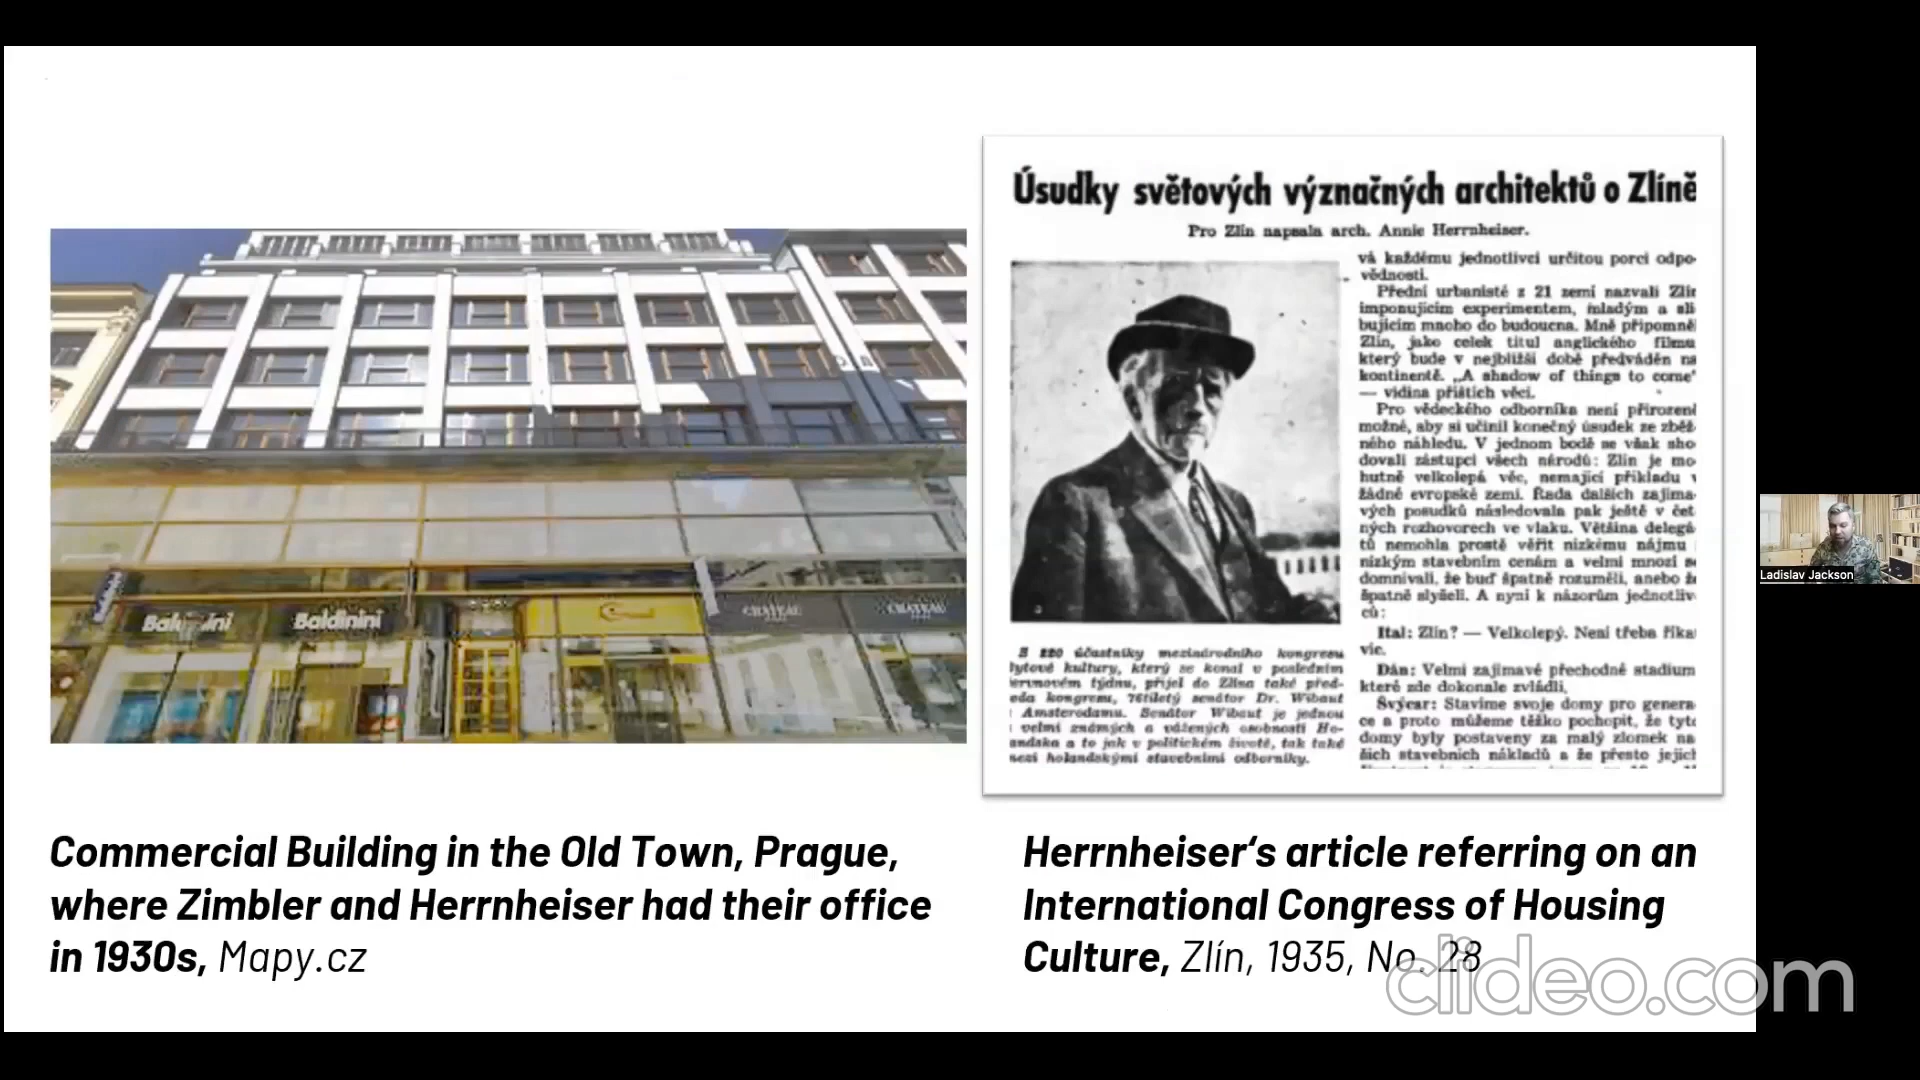 Baldinini
Baldinini
CHATEAU
CHATEAU
Commercial Building in the Old Town, Prague,
where Zimbler and Herrnheiser had their office
in 1930s, Mapy.cz
Úsudky světových význačných architektů o Zlíně
Pro Zlín napsala arch. Annie Herrnheiser.
Z 220 účastníky mezinárodního kongresu
bytové kultury, který se konal v posledním
červnovém týdnu, přijel do Zlína také před-
seda kongresu, 76tiletý senátor Dr. Wibaut
Amsterodamu. Senátor Wibaut je jednou
velmi známých a vážených osobností Ho-
andska a to jak v politickém životě, tak také
mezi holandskými stavebními odborníky.
vá každému jednotlivci určitou porci odpo-
vědnosti.
Přední urbanisté z 21 zemí nazvali Zlín
imponujícím experimentem, mladým a sli
bujícím mnoho do budoucna. Mně připomněl
Zlín, jako celek titul anglického filmu
který bude v nejbližší době předváděn na
kontinentě. „A shadow of things to come"
— vidina příštích věcí.
Pro vědeckého odborníka není přirozeně
možné, aby si učinil konečný úsudek ze zběž-
ného náhledu. V jednom bodě se však sho-
dovali zástupci všech národů: Zlín je mo-
hutně velkolepá věc, nemající příkladu v
žádné evropské zemi. Řada dalších zajíma-
vých posudků následovala pak ještě v čet-
ných rozhovorech ve vlaku. Většina delegá-
tů nemohla prostě věřit nízkému nájmu
nízkým stavebním cenám a velmi mnozí se
domnívali, že buď špatně rozuměli, anebo že
špatně slyšeli. A nyní k názorům jednotliv-
ců:
Ital: Zlín? — Velkolepý. Není třeba říkat
víc.
Dán: Velmi zajímavé přechodné stadium
které zde dokonale zvládli.
Švýcar: Stavíme svoje domy pro genera-
ce a proto můžeme těžko pochopit, že tyto
domy byly postaveny za malý zlomek na-
šich stavebních nákladů a že přesto jejich
Herrnheiser‘s article referring on an
International Congress of Housing
Culture, Zlín, 1935, No. 28
Ladislav Jackson
clideo.com